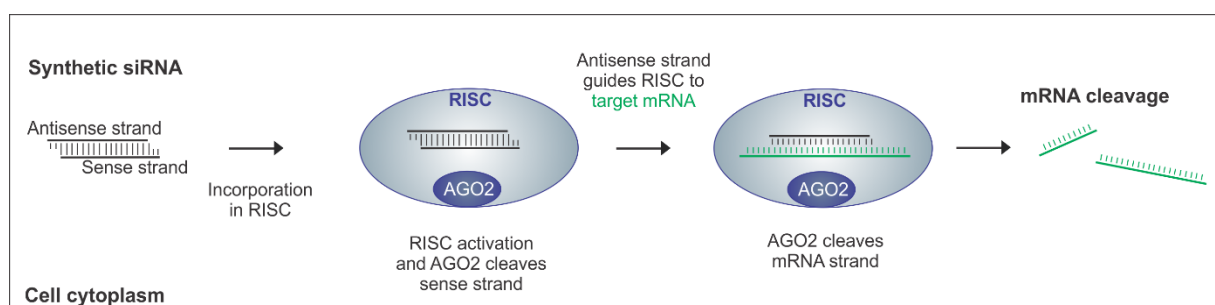 Synthetic siRNA
Antisense strand
Sense strand
Incorporation
in RISC
RISC
AGO2
RISC activation
and AGO2 cleaves
sense strand
Antisense strand
guides RISC to
target mRNA
RISC
AGO2
AGO2 cleaves
mRNA strand
mRNA cleavage
Cell cytoplasm